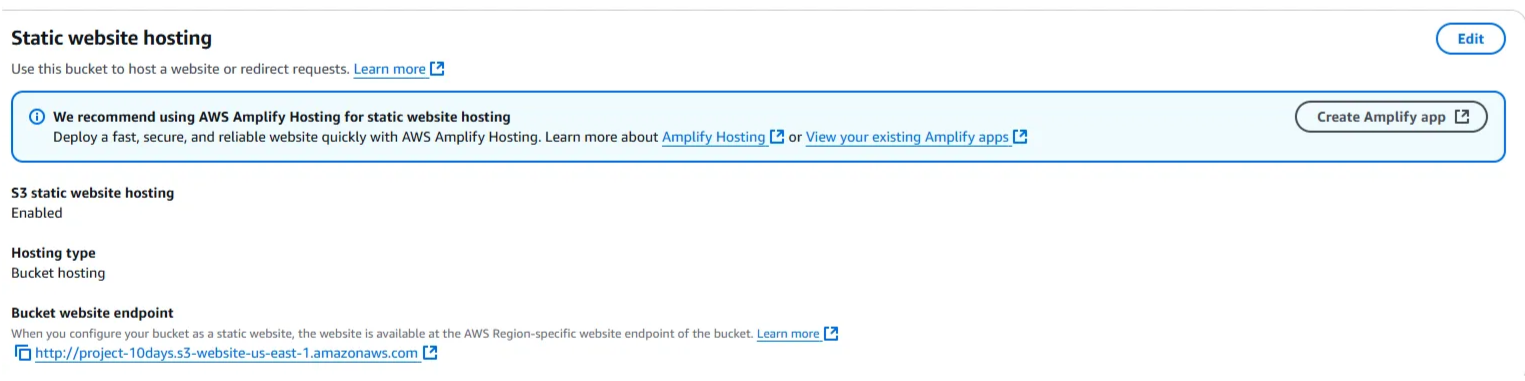 Static website hosting
Edit
Use this bucket to host a website or redirect requests. Learn more
We recommend using AWS Amplify Hosting for static website hosting
Create Amplify app
Deploy a fast, secure, and reliable website quickly with AWS Amplify Hosting. Learn more about Amplify Hosting or View your existing Amplify apps
S3 static website hosting
Enabled
Hosting type
Bucket hosting
Bucket website endpoint
When you configure your bucket as a static website, the website is available at the AWS Region-specific website endpoint of the bucket. Learn more
http://project-10days.s3-website-us-east-1.amazonaws.com